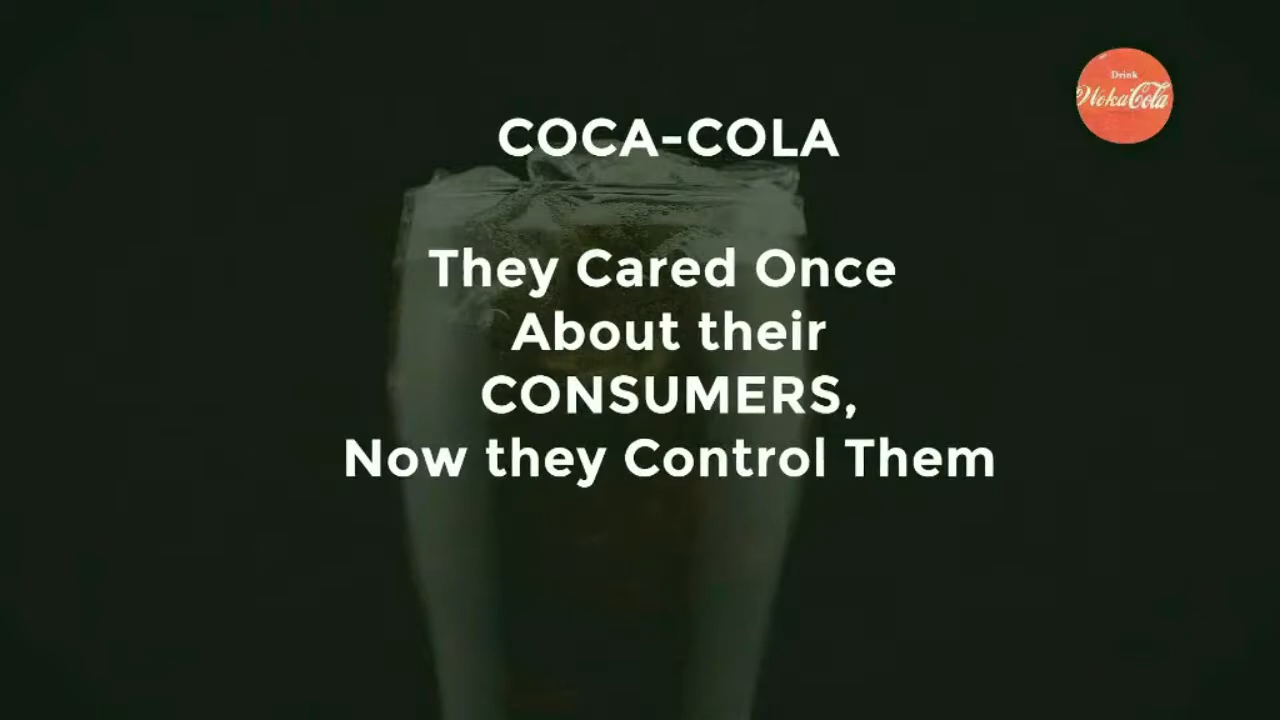 Drink
WokaCola
COCA-COLA
They Cared Once
About their
CONSUMERS,
Now they Control Them